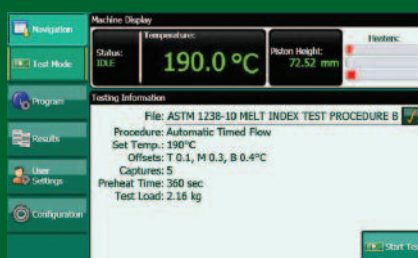 Navigation
Machine Display
Status:
IDLE
Temperature:
190.0 °C
Piston Height:
72.52 mm
Heaters:
Test Mode
Testing Information
File: ASTM 1238-10 MELT INDEX TEST PROCEDURE B
Procedure: Automatic Timed Flow
Set Temp.: 190°C
Offsets: T 0.1, M 0.3, B 0.4°C
Captures: 5
Preheat Time: 360 sec
Test Load: 2.16 kg
Program
Results
User
Settings
Configuration
Start Tes